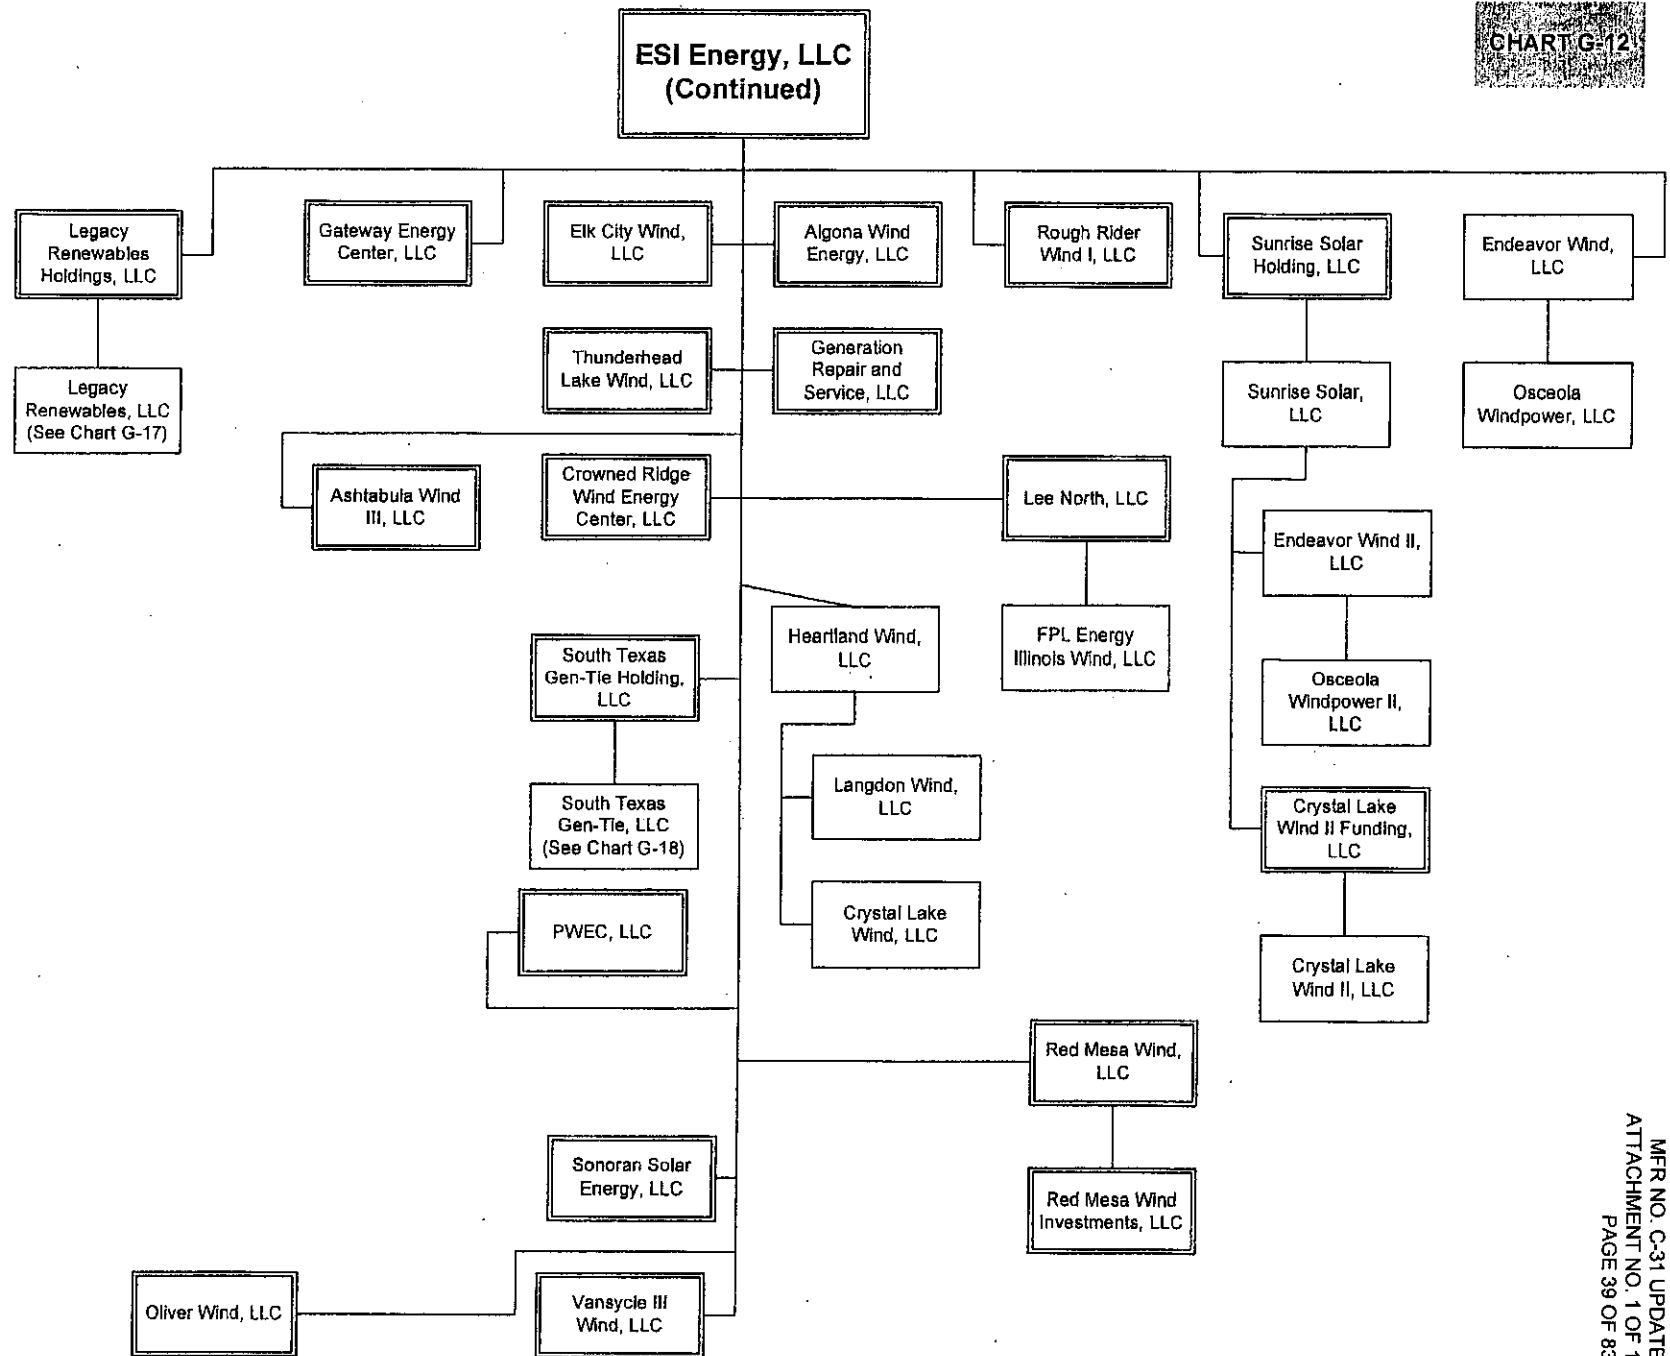 CHART G-12
ESI Energy, LLC
(Continued)
Legacy
Renewables
Holdings, LLC
Gateway Energy
Center, LLC
Elk City Wind,
LLC
Algona Wind
Energy, LLC
Rough Rider
Wind I, LLC
Sunrise Solar
Holding, LLC
Endeavor Wind,
LLC
Thunderhead
Lake Wind, LLC
Generation
Repair and
Service, LLC
Legacy
Renewables, LLC
(See Chart G-17)
Sunrise Solar,
LLC
Osceola
Windpower, LLC
Ashtabula Wind
III, LLC
Crowned Ridge
Wind Energy
Center, LLC
Lee North, LLC
Endeavor Wind II,
LLC
South Texas
Gen-Tie Holding,
LLC
Heartland Wind,
LLC
FPL Energy
Illinois Wind, LLC
Osceola
Windpower II,
LLC
South Texas
Gen-Tie, LLC
(See Chart G-18)
Langdon Wind,
LLC
Crystal Lake
Wind II Funding,
LLC
PWEC, LLC
Crystal Lake
Wind, LLC
Crystal Lake
Wind II, LLC
Red Mesa Wind,
LLC
Sonoran Solar
Energy, LLC
Red Mesa Wind
Investments, LLC
Oliver Wind, LLC
Vansycle III
Wind, LLC
MFR NO. C-31 UPDATE
ATTACHMENT NO. 1 OF 1
PAGE 39 OF 83